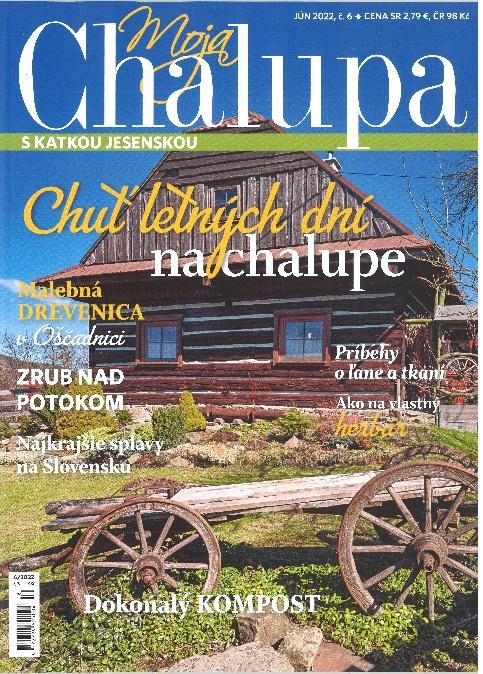 JÚN 2022, č. 6 ✦ CENA SR 2,79 €, ČR 98 Kč
Moja
Chalupa
S KATKOU JESENSKOU
Chuť letných dní
na chalupe
Malebná
DREVENICA
v Oščadnici
ZRUB NAD
POTOKOM
Najkrajšie splavy
na Slovensku
Príbehy
o ľane a tkaní
Ako na vlastný
herbár
Dokonalý KOMPOST
6/2022